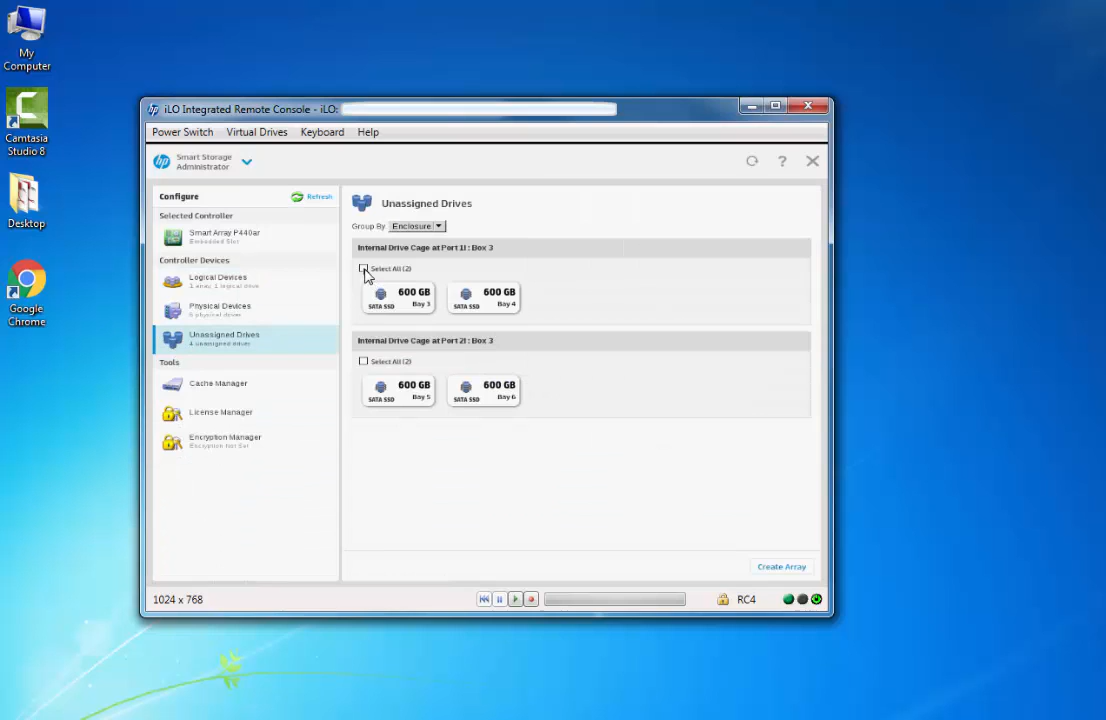 My
Computer
Camtasia
Studio 8
Desktop
Google
Chrome
hp iLO Integrated Remote Console - iLO:
Power Switch Virtual Drives Keyboard Help
hp Smart Storage
Administrator
?
Configure Refresh
Selected Controller
Smart Array P440ar
Embedded Slot
Controller Devices
Logical Devices
1 array, 1 logical drive
Physical Devices
6 physical drives
Unassigned Drives
4 unassigned drives
Tools
Cache Manager
License Manager
Encryption Manager
Encryption Not Set
Unassigned Drives
Group By Enclosure
Internal Drive Cage at Port 1I : Box 3
Select All (2)
SATA SSD 600 GB Bay 3
SATA SSD 600 GB Bay 4
Internal Drive Cage at Port 2I : Box 3
Select All (2)
SATA SSD 600 GB Bay 5
SATA SSD 600 GB Bay 6
Create Array
1024 x 768 RC4